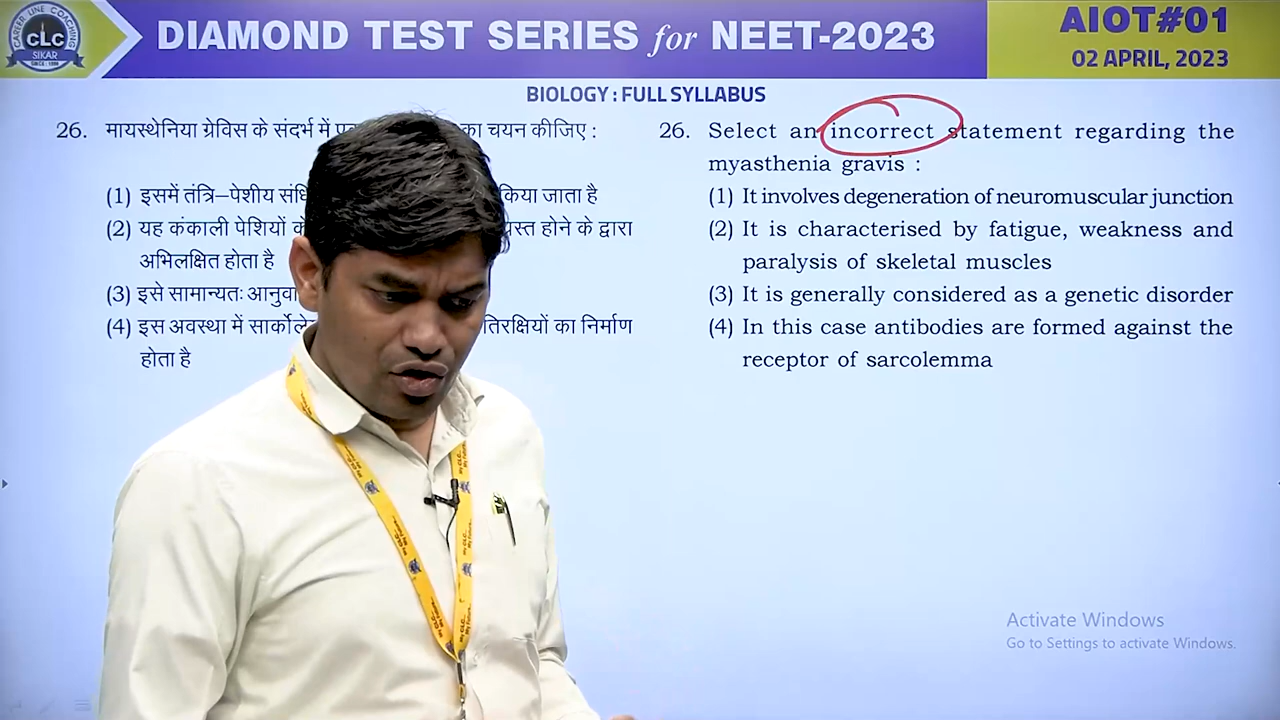 CAREER LINE COACHING
CLC
SIKAR
DIAMOND TEST SERIES for NEET-2023
AIOT#01
02 APRIL, 2023
BIOLOGY : FULL SYLLABUS
26. मायस्थेनिया ग्रेविस के संदर्भ में का चयन कीजिए :
(1) इसमें तंत्रि–पेशीय किया जाता है
(2) यह कंकाली पेशियों होने के द्वारा
अभिलक्षित होता है
(3) इसे सामान्यतः
(4) इस अवस्था में का निर्माण
होता है
26. Select an incorrect statement regarding the
myasthenia gravis :
(1) It involves degeneration of neuromuscular junction
(2) It is characterised by fatigue, weakness and
paralysis of skeletal muscles
(3) It is generally considered as a genetic disorder
(4) In this case antibodies are formed against the
receptor of sarcolemma
Activate Windows
Go to Settings to activate Windows.